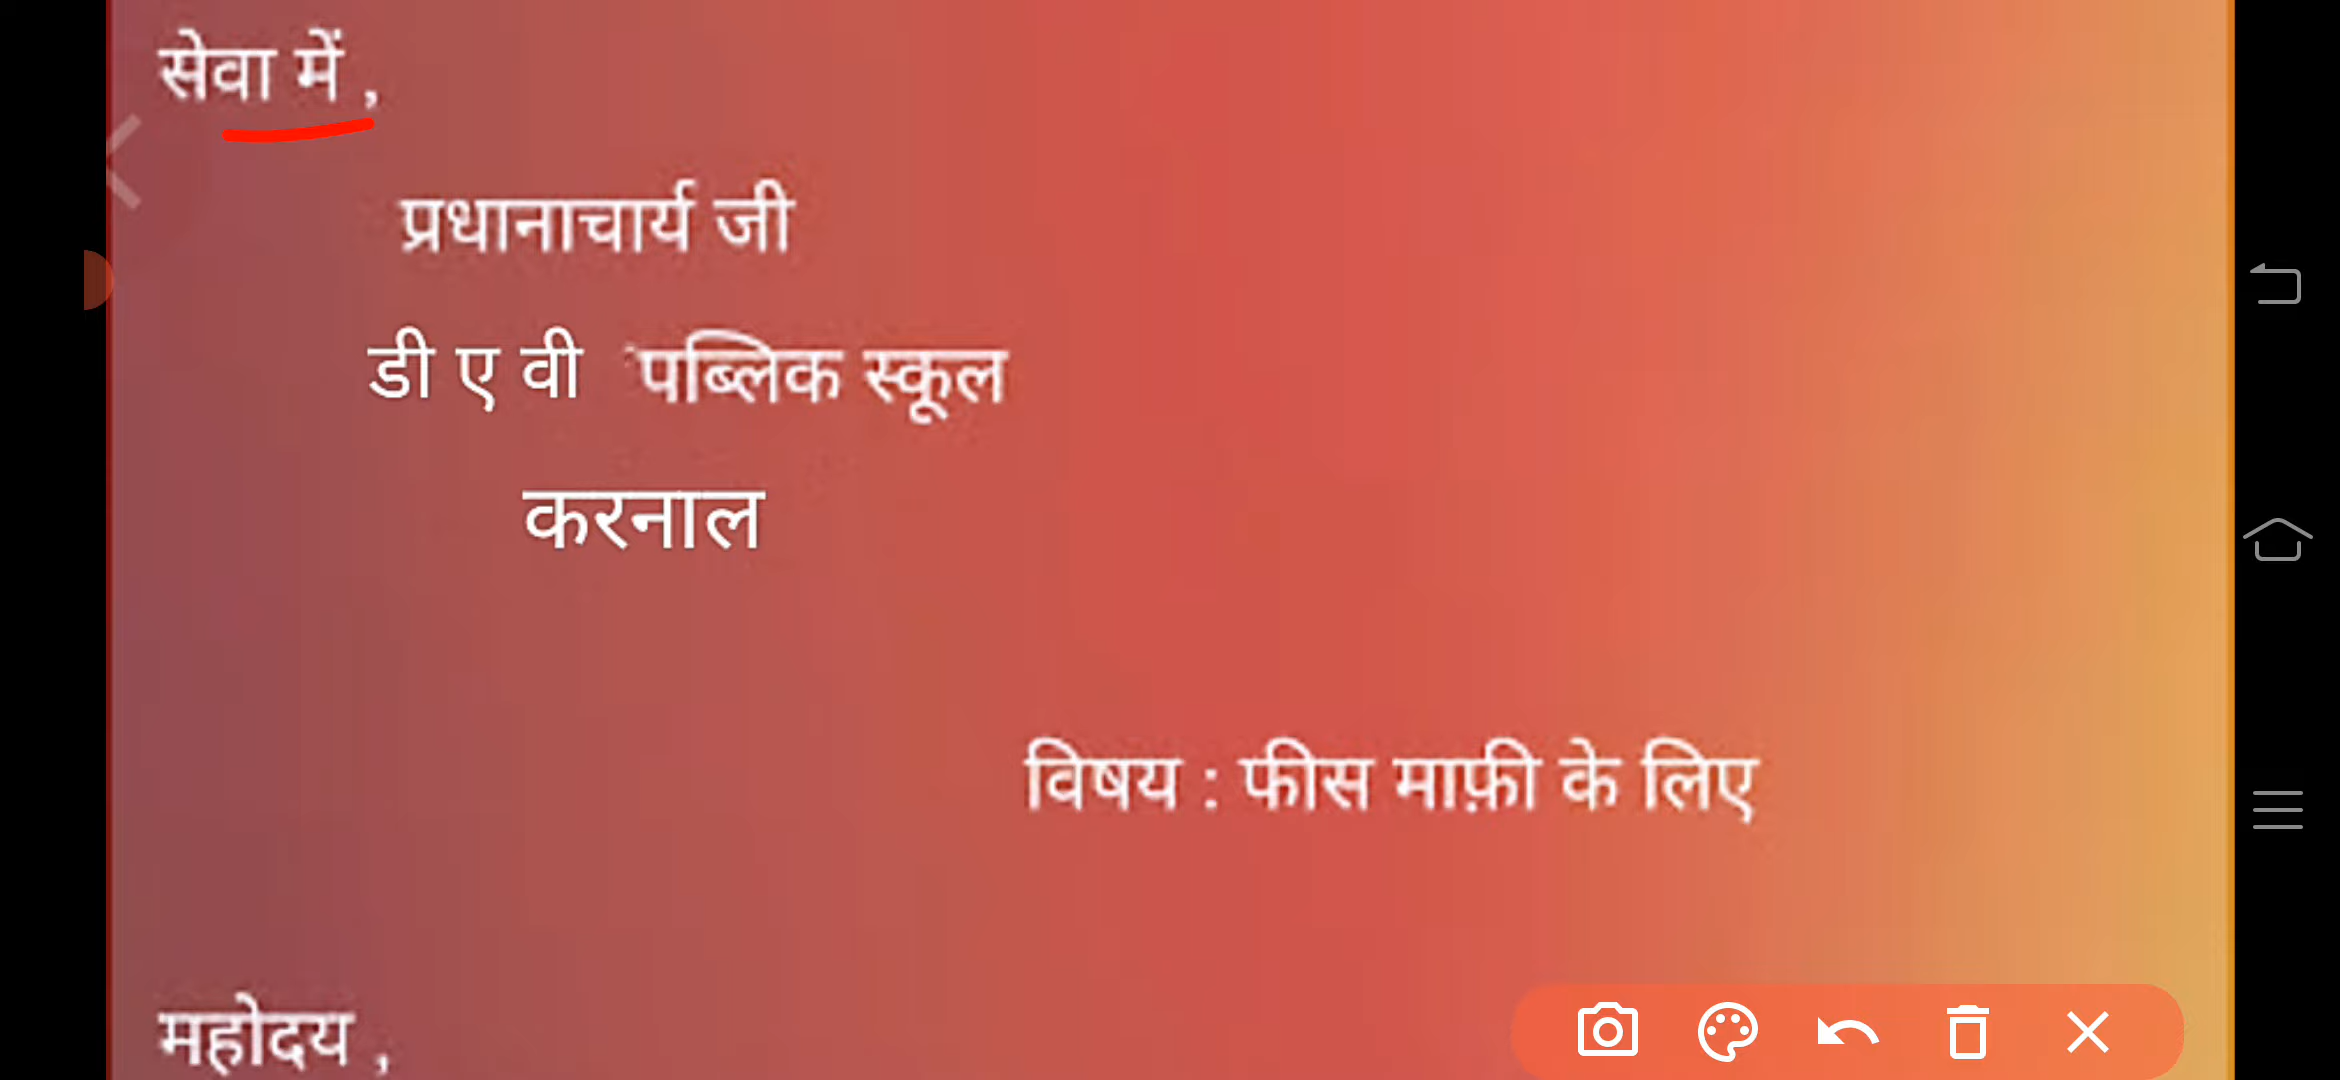 सेवा में ,
प्रधानाचार्य जी
डी ए वी पब्लिक स्कूल
करनाल
विषय : फीस माफ़ी के लिए
महोदय ,